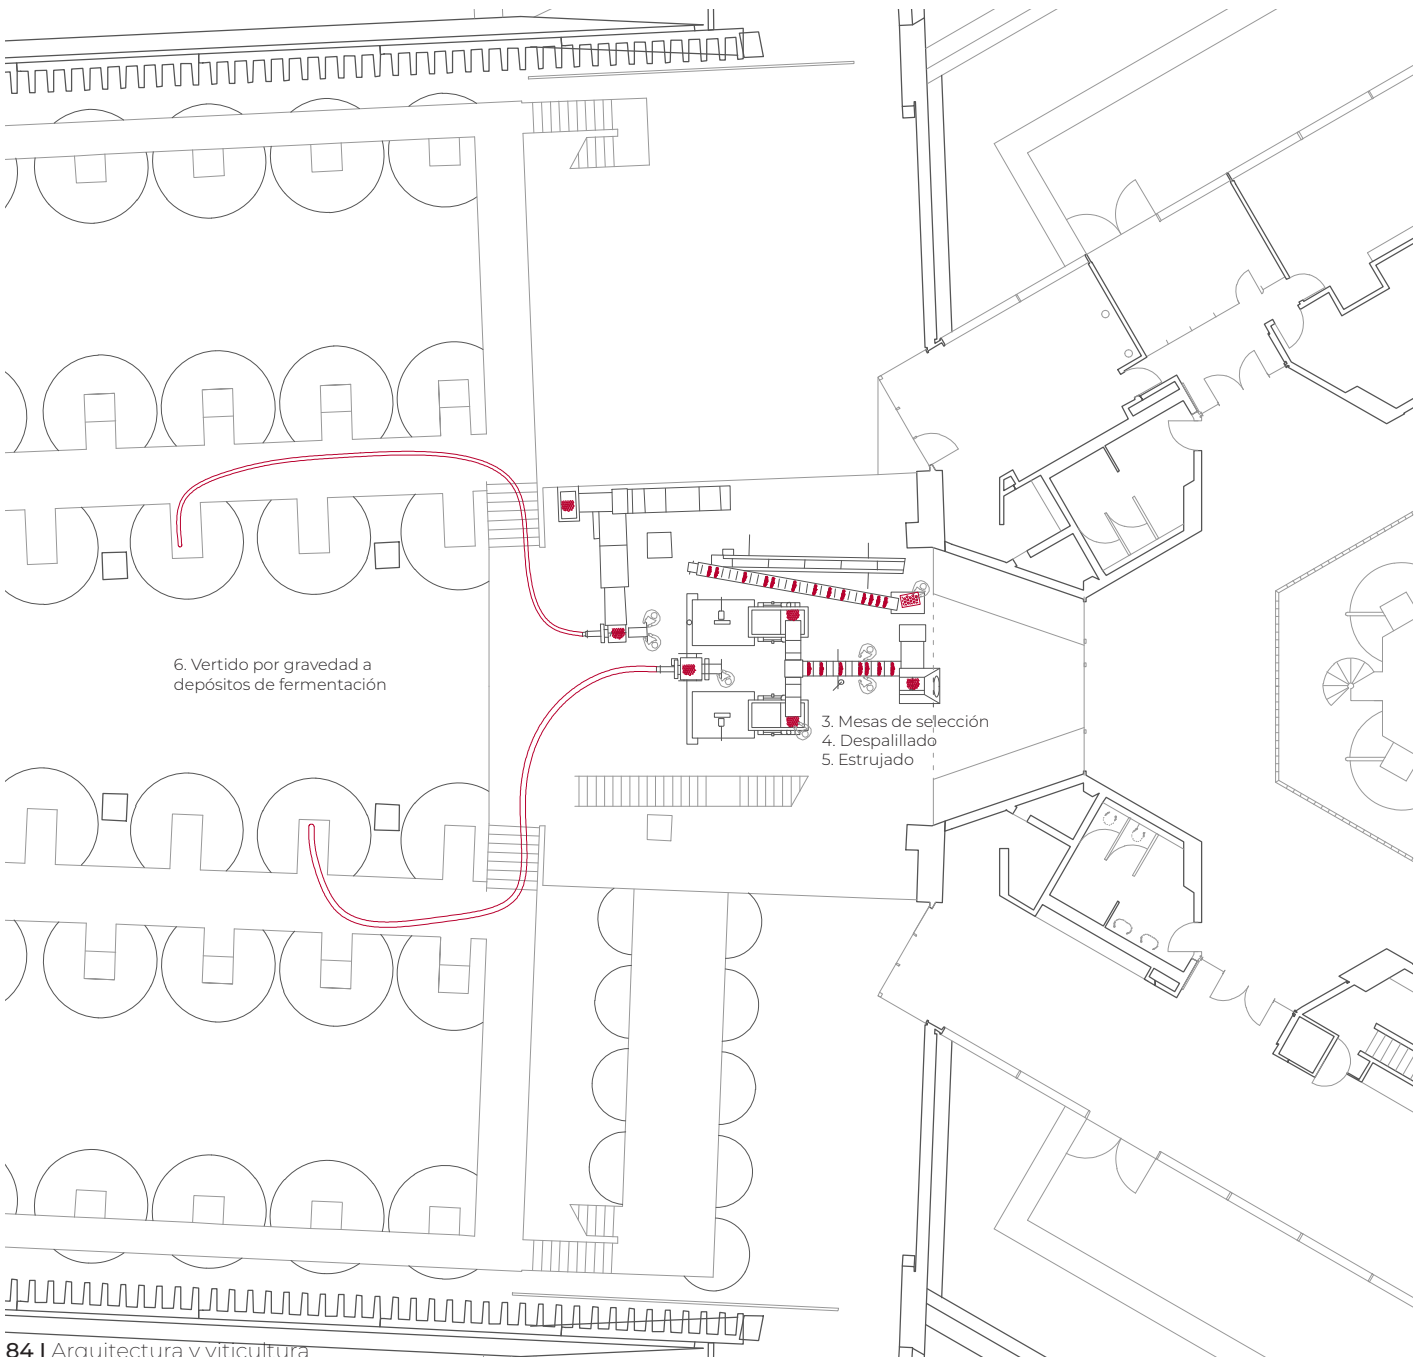 6. Vertido por gravedad a
depósitos de fermentación
3. Mesas de selección
4. Despalillado
5. Estrujado
84 | Arquitectura y viticultura